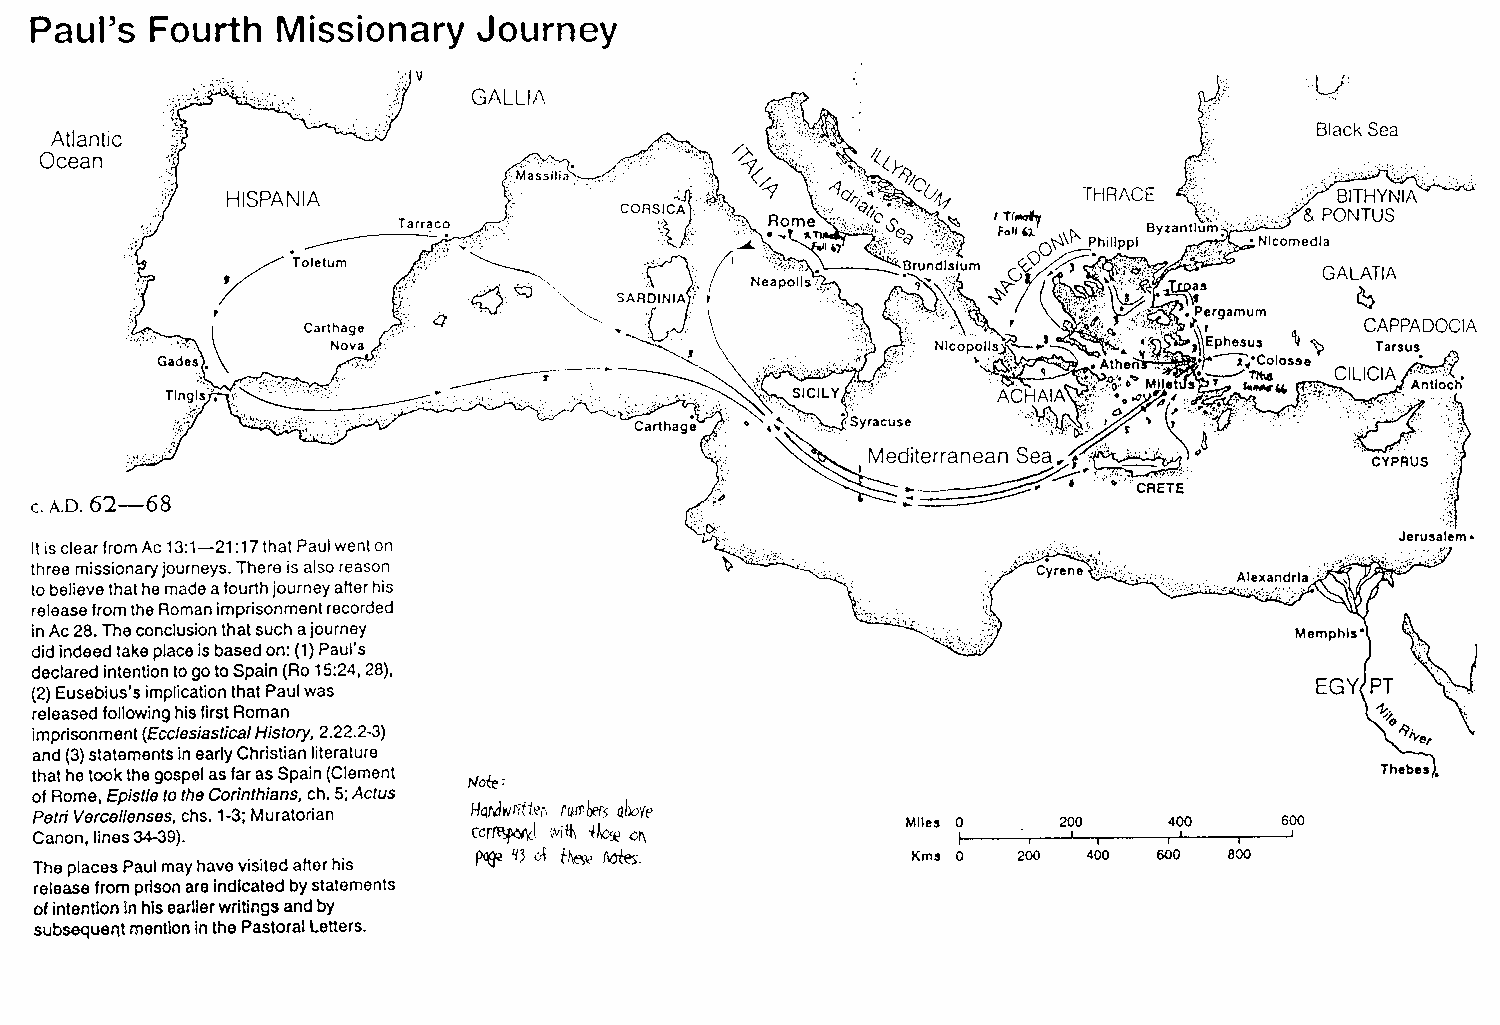 Paul's Fourth Missionary Journey
GALLIA
Atlantic
Ocean
Black Sea
ITALIA
ILLYRICUM
Massilia
HISPANIA
CORSICA
Adriatic Sea
THRACE
BITHYNIA
& PONTUS
Tarraco
Rome
1 Timothy
Fall 62
2 Timothy
Fall 67
MACEDONIA
Philippi
Byzantium
Nicomedia
Toletum
Brundisium
GALATIA
Neapolis
Troas
SARDINIA
Pergamum
CAPPADOCIA
Carthage
Nova
Nicopolis
Ephesus
Tarsus
Gades
Athens
Colosse
Titus
CILICIA
Antioch
Tingis
SICILY
ACHAIA
Miletus
Carthage
Syracuse
Mediterranean Sea
CYPRUS
CRETE
c. A.D. 62—68
Jerusalem
Cyrene
Alexandria
Memphis
EGYPT
Nile River
Thebes
It is clear from Ac 13:1—21:17 that Paul went on
three missionary journeys. There is also reason
to believe that he made a fourth journey after his
release from the Roman imprisonment recorded
in Ac 28. The conclusion that such a journey
did indeed take place is based on: (1) Paul's
declared intention to go to Spain (Ro 15:24, 28),
(2) Eusebius's implication that Paul was
released following his first Roman
imprisonment (Ecclesiastical History, 2.22.2-3)
and (3) statements in early Christian literature
that he took the gospel as far as Spain (Clement
of Rome, Epistle to the Corinthians, ch. 5; Actus
Petri Vercellenses, chs. 1-3; Muratorian
Canon, lines 34-39).
The places Paul may have visited after his
release from prison are indicated by statements
of intention in his earlier writings and by
subsequent mention in the Pastoral Letters.
Note:
Handwritten numbers above
correspond with those on
page 43 of these notes.
Miles 0 200 400 600
Kms 0 200 400 600 800